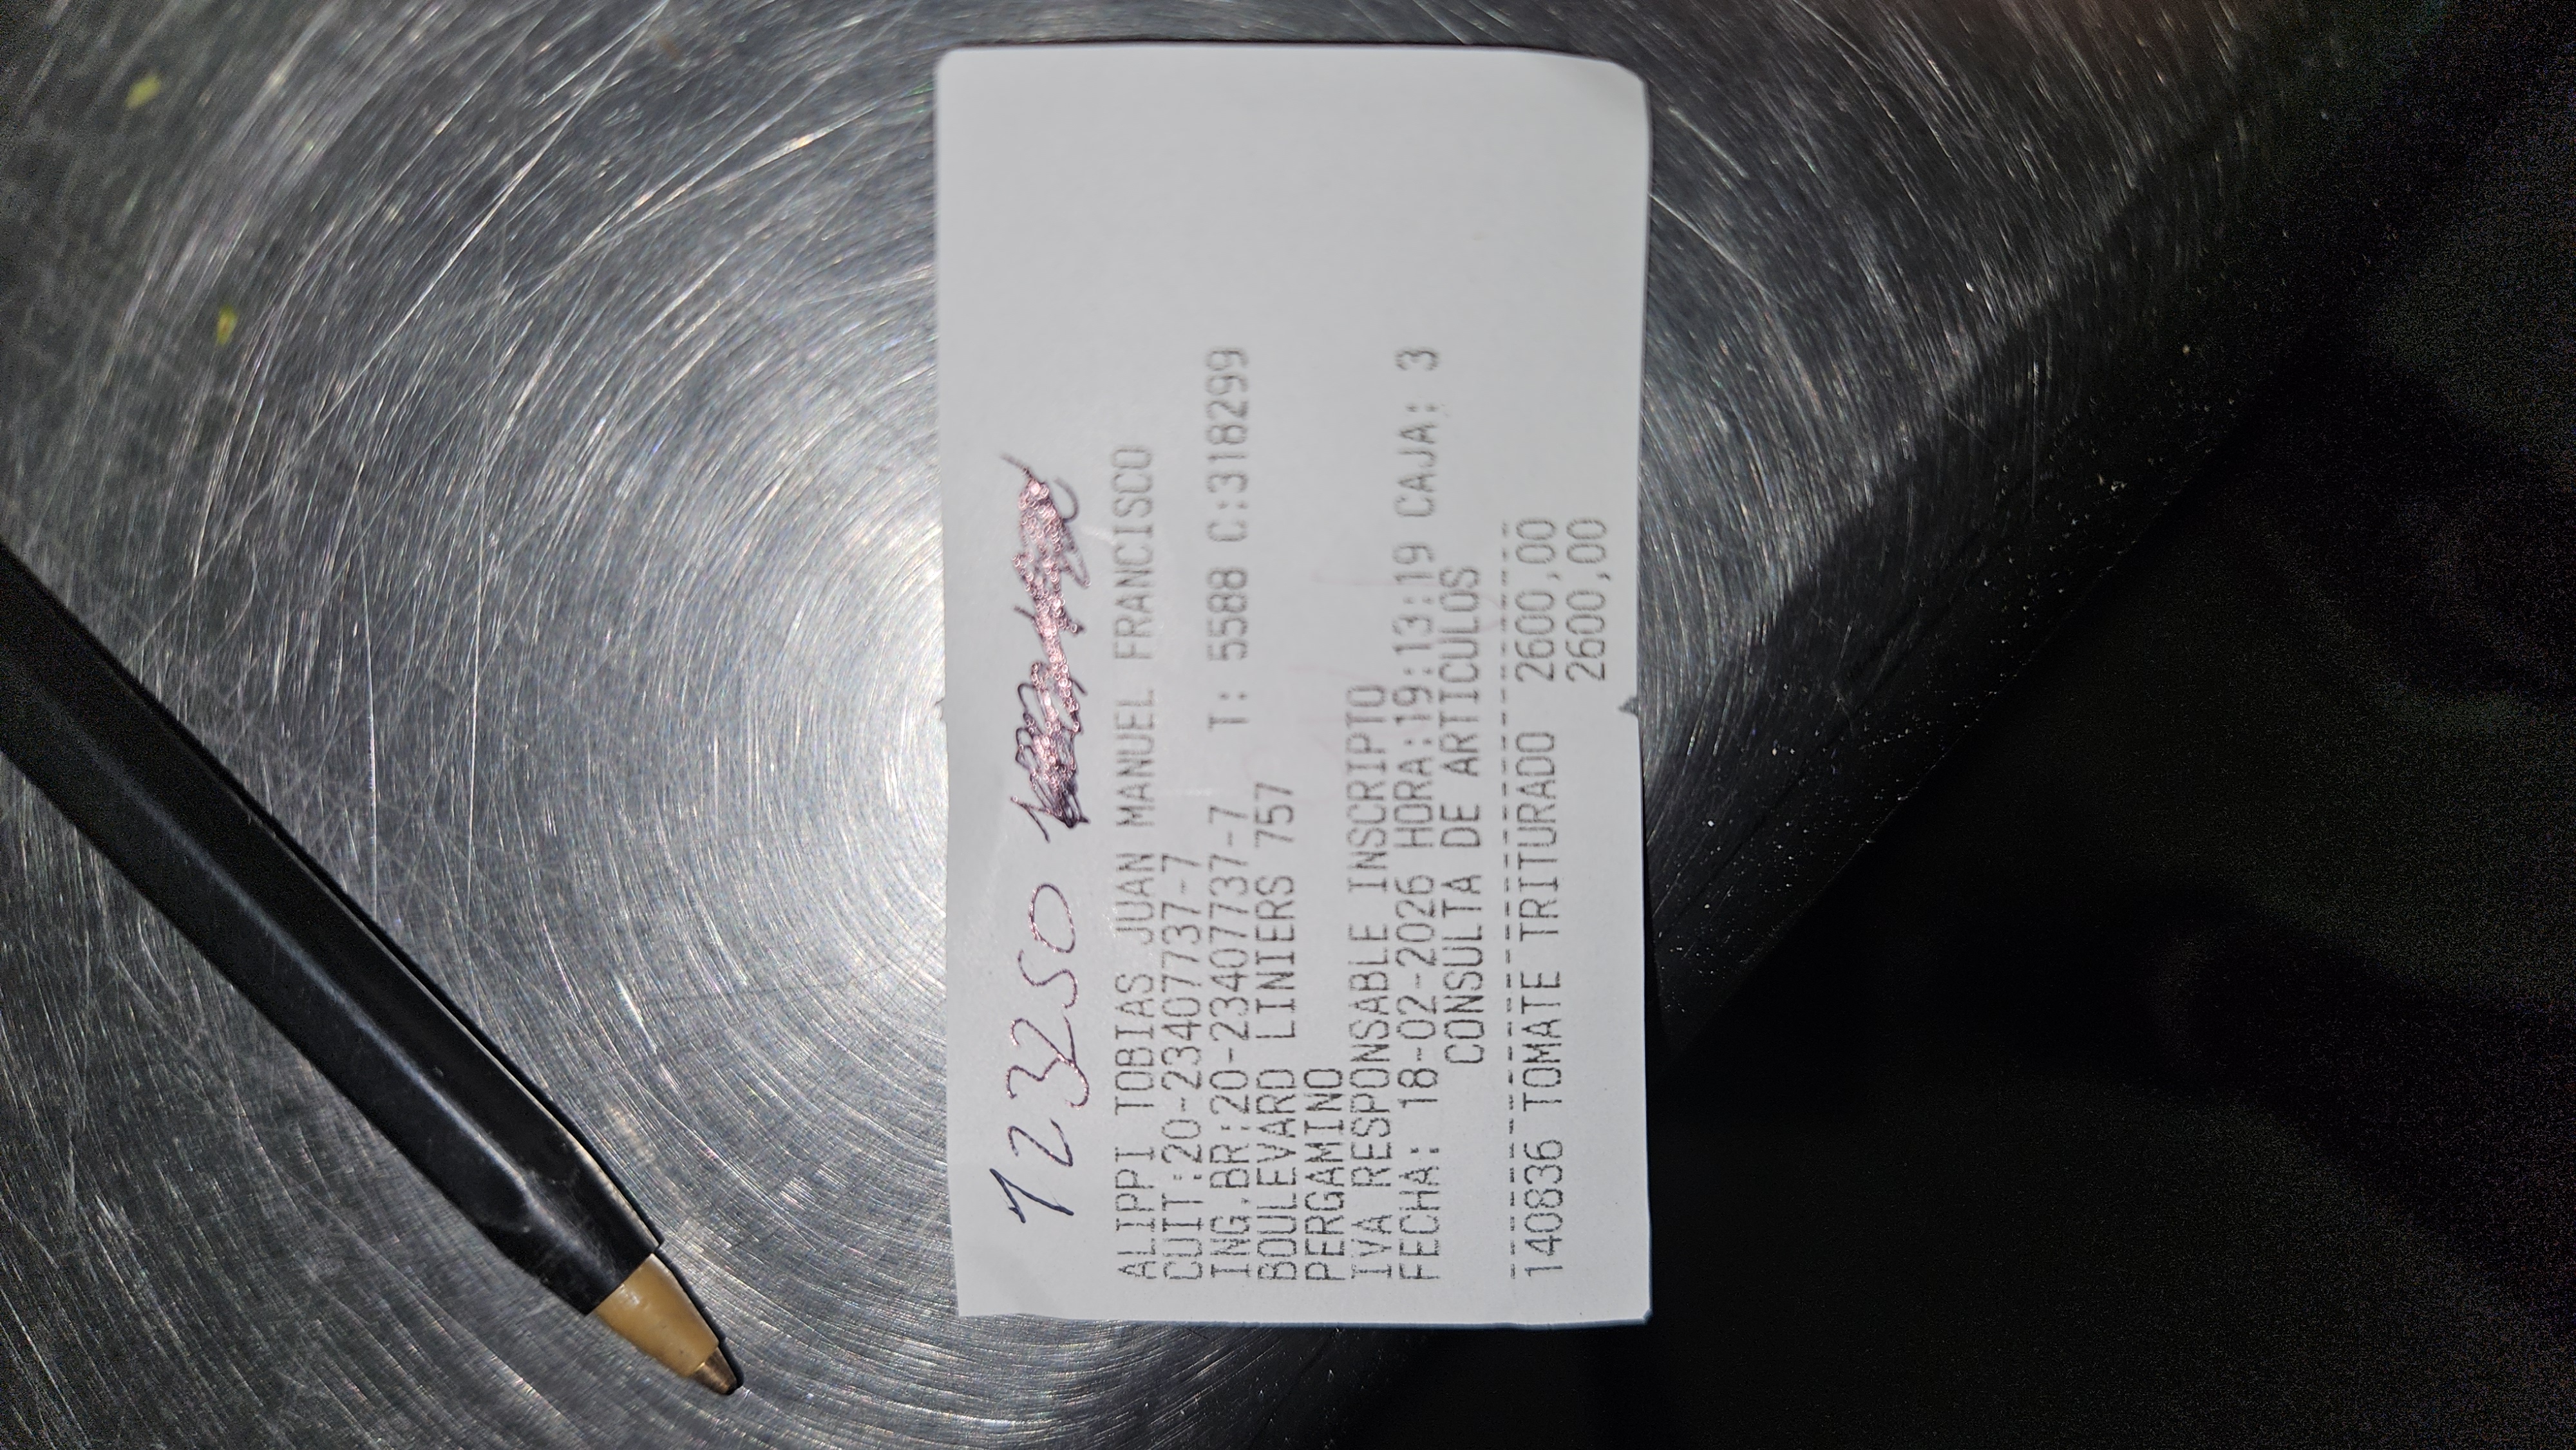 123250
ALIPPI TOBIAS JUAN MANUEL FRANCISCO
CUIT:20-23407737-7
ING.BR:20-23407737-7 T: 5588 C:318299
BOULEVARD LINIERS 757
PERGAMINO
IVA RESPONSABLE INSCRIPTO
FECHA: 18-02-2026 HORA:19:13:19 CAJA: 3
CONSULTA DE ARTICULOS
140836 TOMATE TRITURADO 2600,00
2600,00